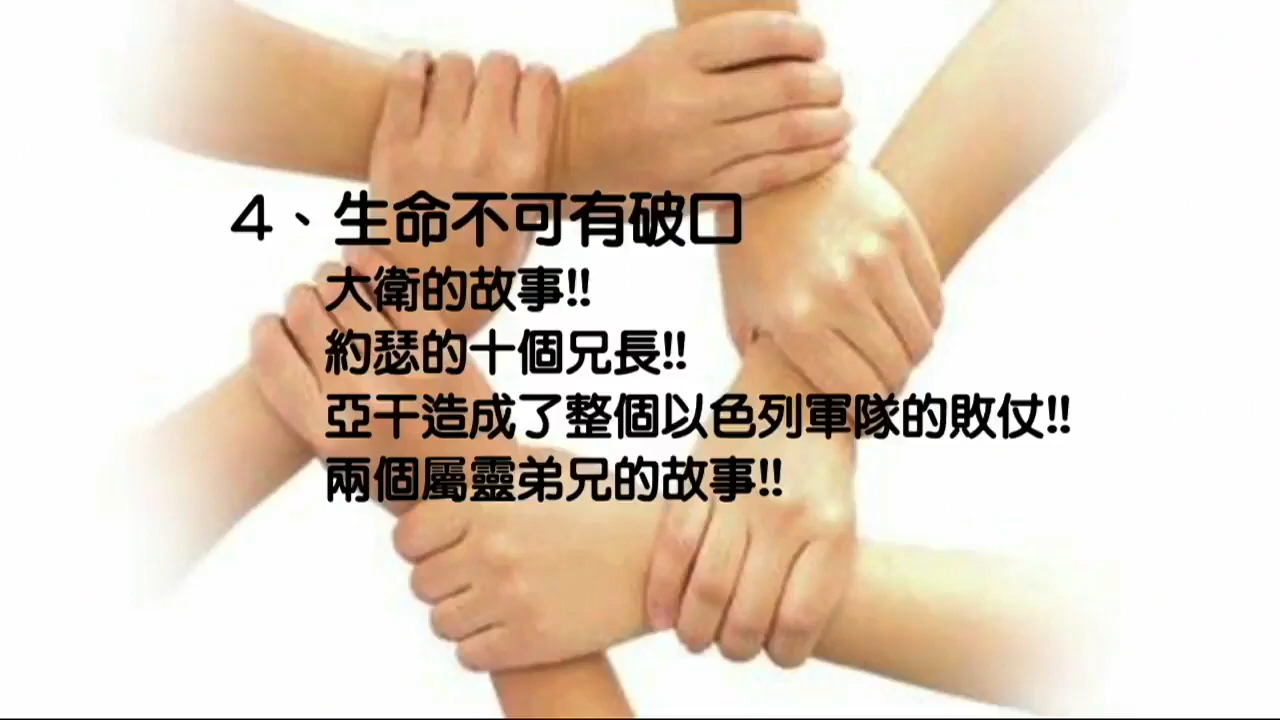 4、生命不可有破口
大衛的故事!!
約瑟的十個兄長!!
亞干造成了整個以色列軍隊的敗仗!!
兩個屬靈弟兄的故事!!